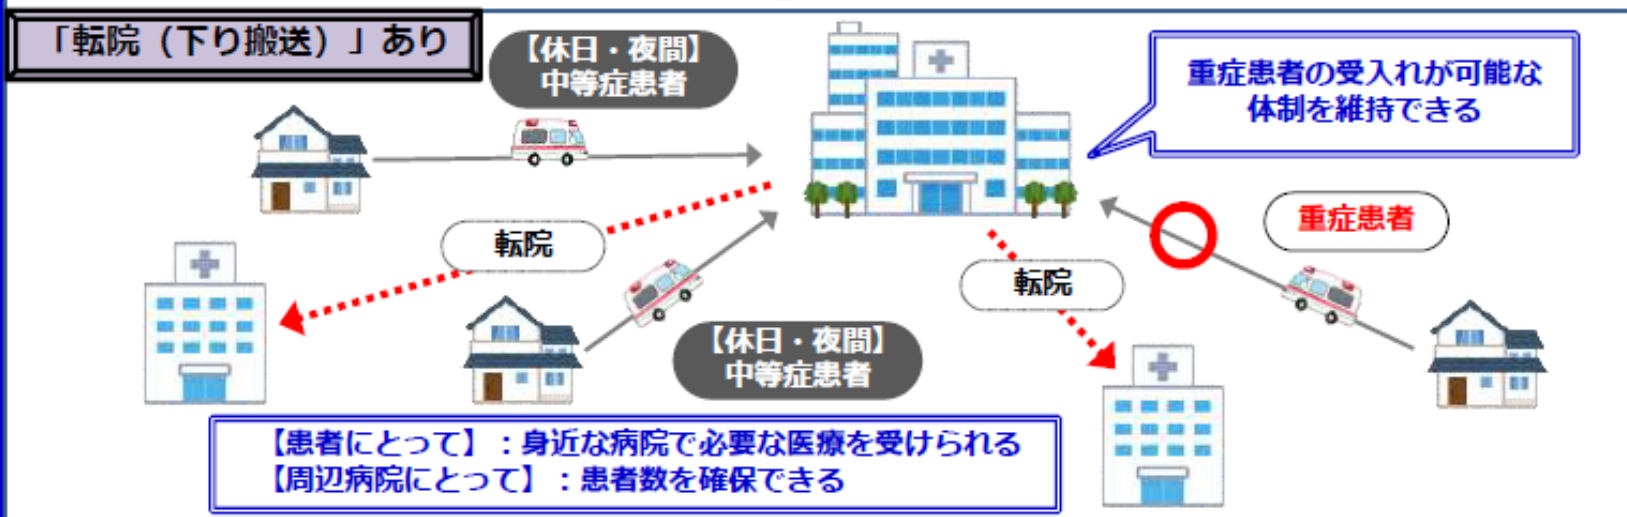 「転院（下り搬送）」あり
【休日・夜間】
中等症患者
重症患者の受入れが可能な
体制を維持できる
転院
重症患者
転院
【休日・夜間】
中等症患者
【患者にとって】：身近な病院で必要な医療を受けられる
【周辺病院にとって】：患者数を確保できる